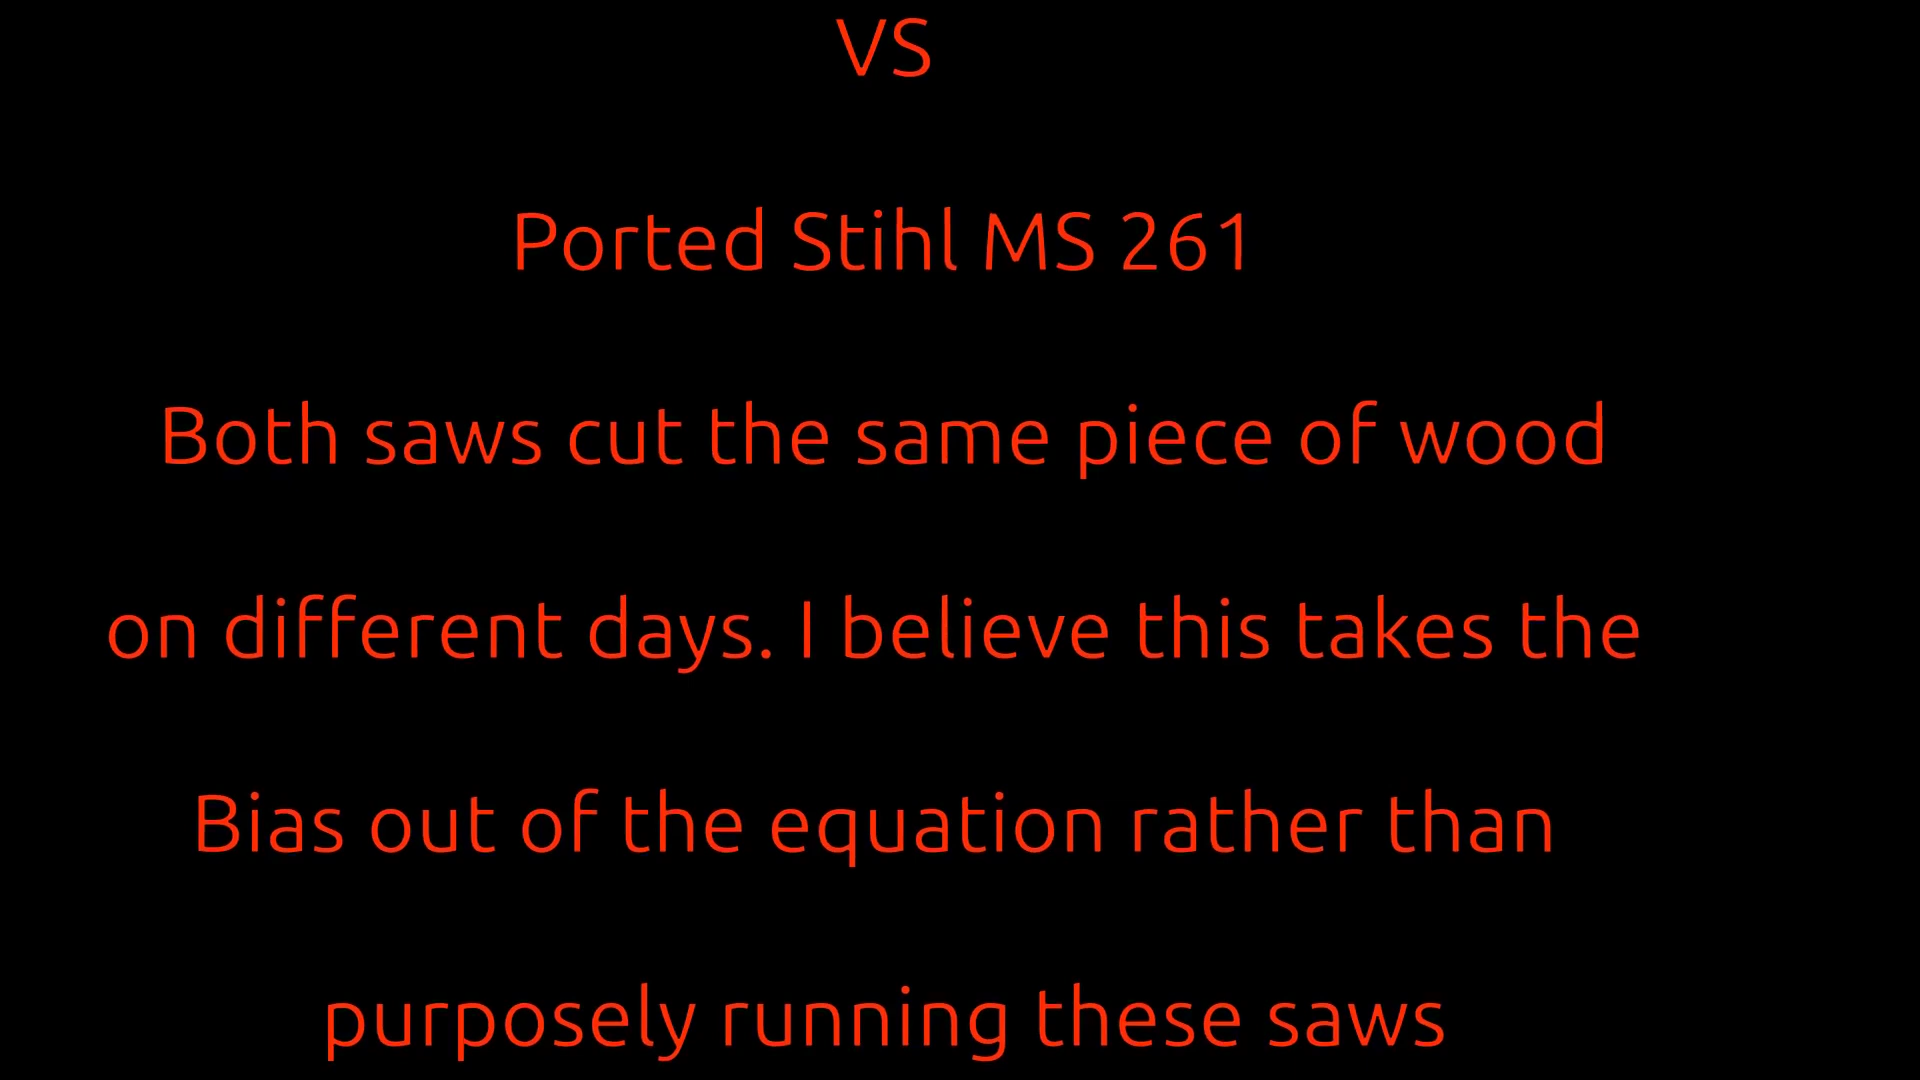 VS
Ported Stihl MS 261
Both saws cut the same piece of wood
on different days. I believe this takes the
Bias out of the equation rather than
purposely running these saws